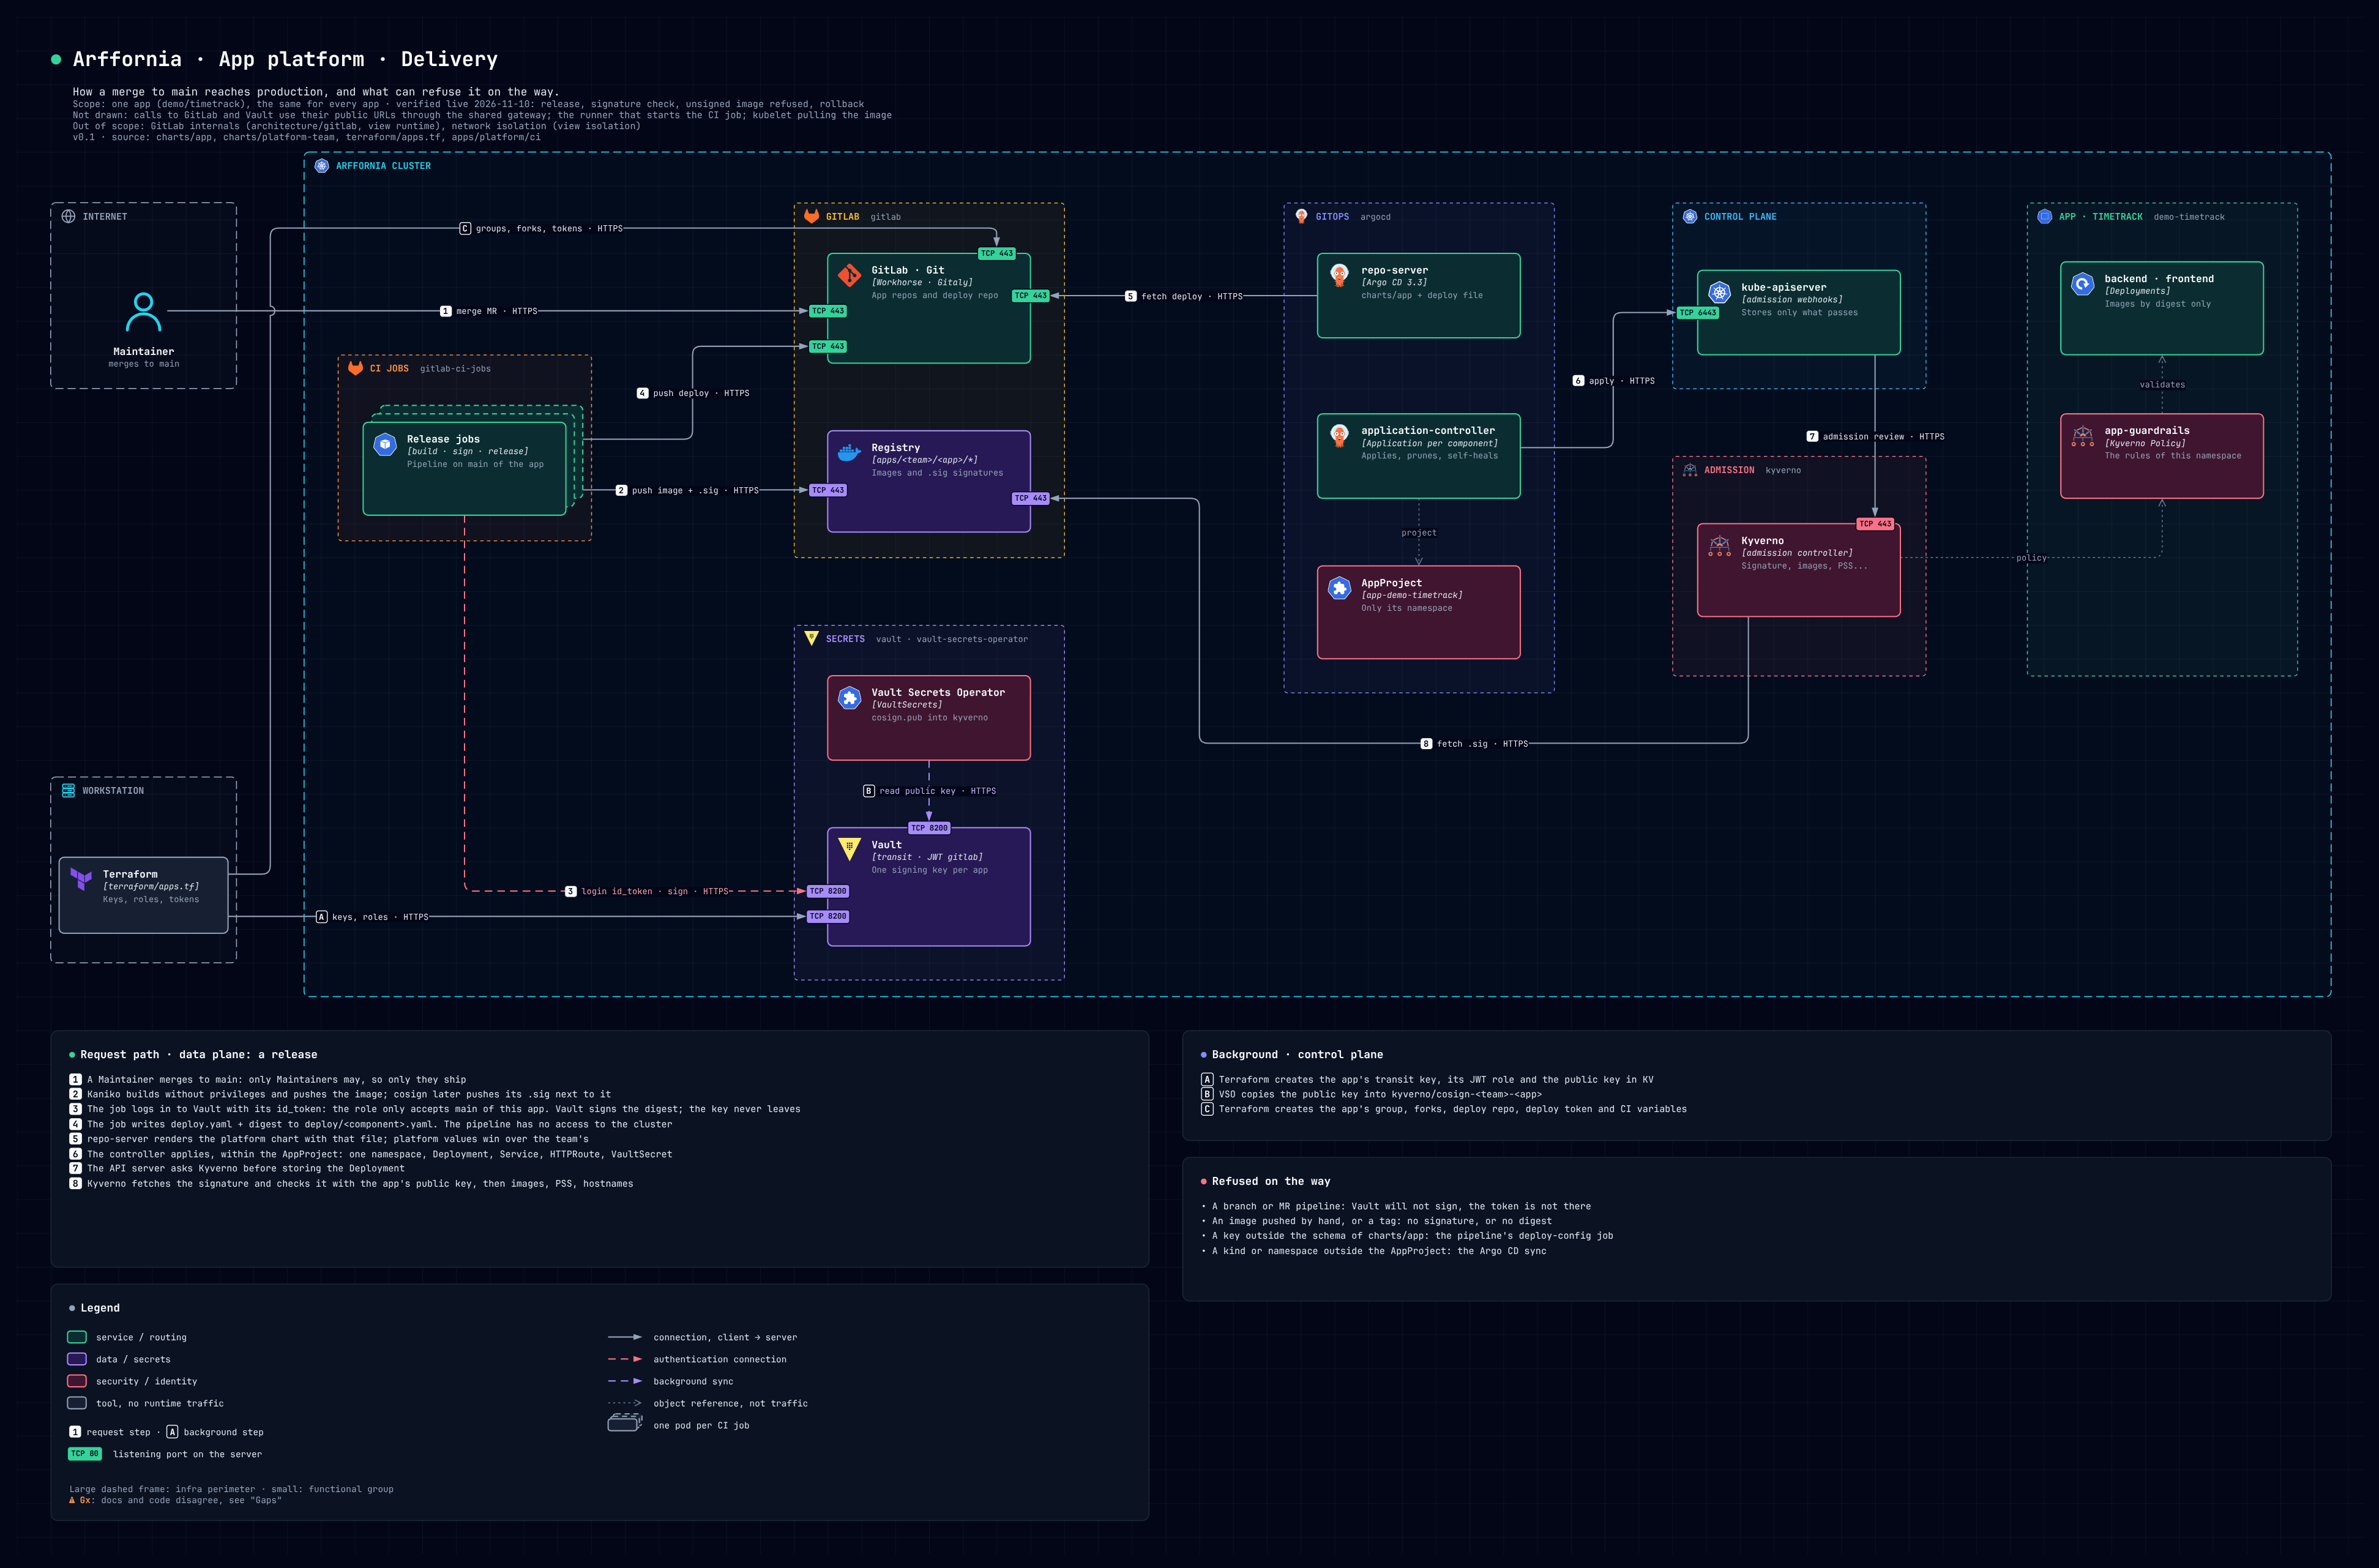 Arffornia · App platform · Delivery
How a merge to main reaches production, and what can refuse it on the way.
Scope: one app (demo/timetrack), the same for every app · verified live 2026-11-10: release, signature check, unsigned image refused, rollback
Not drawn: calls to GitLab and Vault use their public URLs through the shared gateway; the runner that starts the CI job; kubelet pulling the image
Out of scope: GitLab internals (architecture/gitlab, view runtime), network isolation (view isolation)
v0.1 · source: charts/app, charts/platform-team, terraform/apps.tf, apps/platform/ci
ARFFORNIA CLUSTER
INTERNET
Maintainer
merges to main
C groups, forks, tokens · HTTPS
1 merge MR · HTTPS
CI JOBS gitlab-ci-jobs
Release jobs
[build · sign · release]
Pipeline on main of the app
4 push deploy · HTTPS
2 push image + .sig · HTTPS
GITLAB gitlab
TCP 443
GitLab · Git
[Workhorse · Gitaly]
App repos and deploy repo
TCP 443
TCP 443
TCP 443
Registry
[apps/<team>/<app>/*]
Images and .sig signatures
TCP 443
TCP 443
5 fetch deploy · HTTPS
GITOPS argocd
repo-server
[Argo CD 3.3]
charts/app + deploy file
application-controller
[Application per component]
Applies, prunes, self-heals
project
AppProject
[app-demo-timetrack]
Only its namespace
6 apply · HTTPS
CONTROL PLANE
kube-apiserver
[admission webhooks]
Stores only what passes
TCP 6443
7 admission review · HTTPS
ADMISSION kyverno
TCP 443
Kyverno
[admission controller]
Signature, images, PSS...
policy
8 fetch .sig · HTTPS
APP · TIMETRACK demo-timetrack
backend · frontend
[Deployments]
Images by digest only
validates
app-guardrails
[Kyverno Policy]
The rules of this namespace
SECRETS vault · vault-secrets-operator
Vault Secrets Operator
[VaultSecrets]
cosign.pub into kyverno
B read public key · HTTPS
TCP 8200
Vault
[transit · JWT gitlab]
One signing key per app
TCP 8200
TCP 8200
3 login id_token · sign · HTTPS
A keys, roles · HTTPS
WORKSTATION
Terraform
[terraform/apps.tf]
Keys, roles, tokens
Request path · data plane: a release
1 A Maintainer merges to main: only Maintainers may, so only they ship
2 Kaniko builds without privileges and pushes the image; cosign later pushes its .sig next to it
3 The job logs in to Vault with its id_token: the role only accepts main of this app. Vault signs the digest; the key never leaves
4 The job writes deploy.yaml + digest to deploy/<component>.yaml. The pipeline has no access to the cluster
5 repo-server renders the platform chart with that file; platform values win over the team's
6 The controller applies, within the AppProject: one namespace, Deployment, Service, HTTPRoute, VaultSecret
7 The API server asks Kyverno before storing the Deployment
8 Kyverno fetches the signature and checks it with the app's public key, then images, PSS, hostnames
Background · control plane
A Terraform creates the app's transit key, its JWT role and the public key in KV
B VSO copies the public key into kyverno/cosign-<team>-<app>
C Terraform creates the app's group, forks, deploy repo, deploy token and CI variables
Refused on the way
• A branch or MR pipeline: Vault will not sign, the token is not there
• An image pushed by hand, or a tag: no signature, or no digest
• A key outside the schema of charts/app: the pipeline's deploy-config job
• A kind or namespace outside the AppProject: the Argo CD sync
Legend
service / routing
data / secrets
security / identity
tool, no runtime traffic
1 request step · A background step
TCP 80 listening port on the server
connection, client → server
authentication connection
background sync
object reference, not traffic
one pod per CI job
Large dashed frame: infra perimeter · small: functional group
Gx: docs and code disagree, see "Gaps"